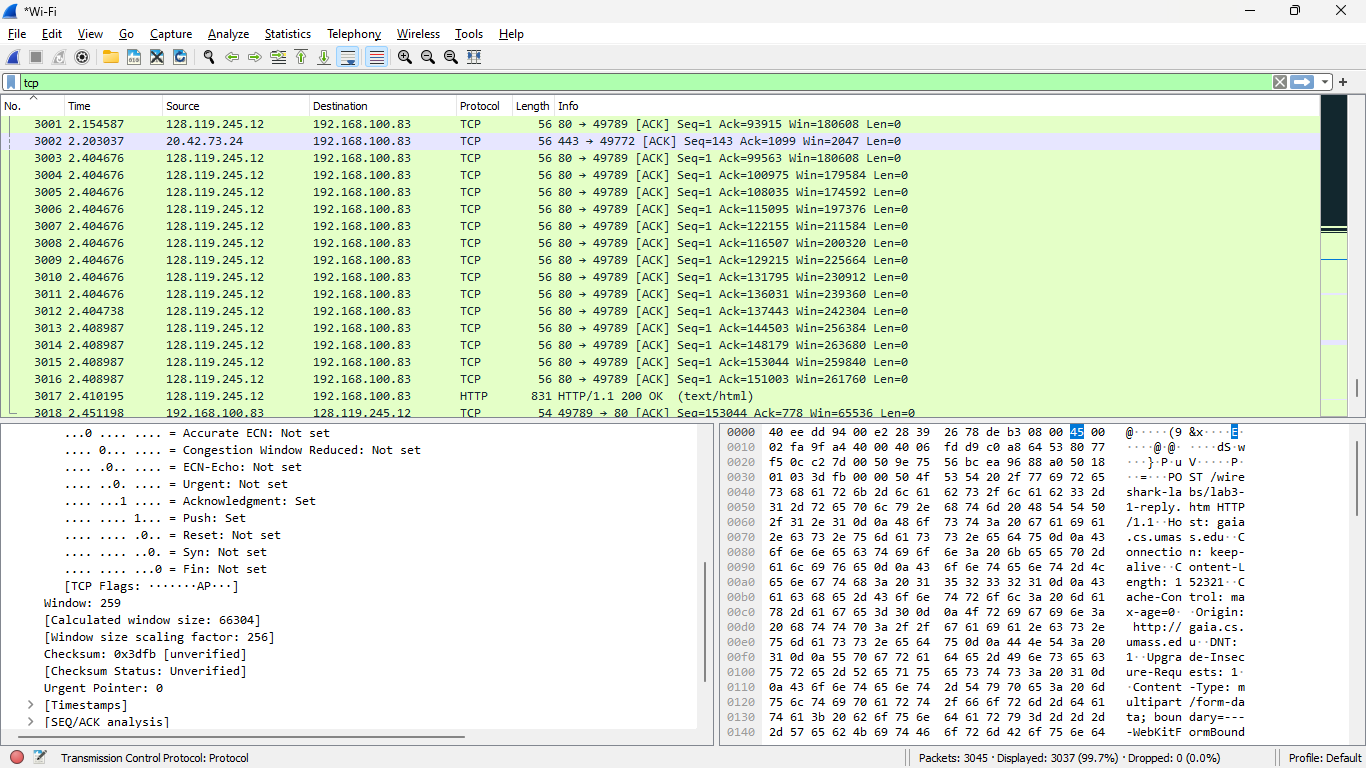 *Wi-Fi
File Edit View Go Capture Analyze Statistics Telephony Wireless Tools Help
tcp
No. Time Source Destination Protocol Length Info
3001 2.154587 128.119.245.12 192.168.100.83 TCP 56 80 → 49789 [ACK] Seq=1 Ack=93915 Win=180608 Len=0
3002 2.203037 20.42.73.24 192.168.100.83 TCP 56 443 → 49772 [ACK] Seq=143 Ack=1099 Win=2047 Len=0
3003 2.404676 128.119.245.12 192.168.100.83 TCP 56 80 → 49789 [ACK] Seq=1 Ack=99563 Win=180608 Len=0
3004 2.404676 128.119.245.12 192.168.100.83 TCP 56 80 → 49789 [ACK] Seq=1 Ack=100975 Win=179584 Len=0
3005 2.404676 128.119.245.12 192.168.100.83 TCP 56 80 → 49789 [ACK] Seq=1 Ack=108035 Win=174592 Len=0
3006 2.404676 128.119.245.12 192.168.100.83 TCP 56 80 → 49789 [ACK] Seq=1 Ack=115095 Win=197376 Len=0
3007 2.404676 128.119.245.12 192.168.100.83 TCP 56 80 → 49789 [ACK] Seq=1 Ack=122155 Win=211584 Len=0
3008 2.404676 128.119.245.12 192.168.100.83 TCP 56 80 → 49789 [ACK] Seq=1 Ack=116507 Win=200320 Len=0
3009 2.404676 128.119.245.12 192.168.100.83 TCP 56 80 → 49789 [ACK] Seq=1 Ack=129215 Win=225664 Len=0
3010 2.404676 128.119.245.12 192.168.100.83 TCP 56 80 → 49789 [ACK] Seq=1 Ack=131795 Win=230912 Len=0
3011 2.404676 128.119.245.12 192.168.100.83 TCP 56 80 → 49789 [ACK] Seq=1 Ack=136031 Win=239360 Len=0
3012 2.404738 128.119.245.12 192.168.100.83 TCP 56 80 → 49789 [ACK] Seq=1 Ack=137443 Win=242304 Len=0
3013 2.408987 128.119.245.12 192.168.100.83 TCP 56 80 → 49789 [ACK] Seq=1 Ack=144503 Win=256384 Len=0
3014 2.408987 128.119.245.12 192.168.100.83 TCP 56 80 → 49789 [ACK] Seq=1 Ack=148179 Win=263680 Len=0
3015 2.408987 128.119.245.12 192.168.100.83 TCP 56 80 → 49789 [ACK] Seq=1 Ack=153044 Win=259840 Len=0
3016 2.408987 128.119.245.12 192.168.100.83 TCP 56 80 → 49789 [ACK] Seq=1 Ack=151003 Win=261760 Len=0
3017 2.410195 128.119.245.12 192.168.100.83 HTTP 831 HTTP/1.1 200 OK (text/html)
3018 2.451198 192.168.100.83 128.119.245.12 TCP 54 49789 → 80 [ACK] Seq=153044 Ack=778 Win=65536 Len=0
...0 .... .... = Accurate ECN: Not set
.... 0... .... = Congestion Window Reduced: Not set
.... .0.. .... = ECN-Echo: Not set
.... ..0. .... = Urgent: Not set
.... ...1 .... = Acknowledgment: Set
.... .... 1... = Push: Set
.... .... .0.. = Reset: Not set
.... .... ..0. = Syn: Not set
.... .... ...0 = Fin: Not set
[TCP Flags: ·······AP···]
Window: 259
[Calculated window size: 66304]
[Window size scaling factor: 256]
Checksum: 0x3dfb [unverified]
[Checksum Status: Unverified]
Urgent Pointer: 0
[Timestamps]
[SEQ/ACK analysis]
0000 40 ee dd 94 00 e2 28 39 26 78 de b3 08 00 45 00 @·····(9 &x····E·
0010 02 fa 9f a4 40 00 40 06 fd d9 c0 a8 64 53 80 77 ····@·@· ····dS·w
0020 f5 0c c2 7d 00 50 9e 75 56 bc ea 96 88 a0 50 18 ···}·P·u V·····P·
0030 01 03 3d fb 00 00 50 4f 53 54 20 2f 77 69 72 65 ··=···PO ST /wire
0040 73 68 61 72 6b 2d 6c 61 62 73 2f 6c 61 62 33 2d shark-la bs/lab3-
0050 31 2d 72 65 70 6c 79 2e 68 74 6d 20 48 54 54 50 1-reply. htm HTTP
0060 2f 31 2e 31 0d 0a 48 6f 73 74 3a 20 67 61 69 61 /1.1··Ho st: gaia
0070 2e 63 73 2e 75 6d 61 73 73 2e 65 64 75 0d 0a 43 .cs.umas s.edu··C
0080 6f 6e 6e 65 63 74 69 6f 6e 3a 20 6b 65 65 70 2d onnectio n: keep-
0090 61 6c 69 76 65 0d 0a 43 6f 6e 74 65 6e 74 2d 4c alive··C ontent-L
00a0 65 6e 67 74 68 3a 20 31 35 32 33 32 31 0d 0a 43 ength: 1 52321··C
00b0 61 63 68 65 2d 43 6f 6e 74 72 6f 6c 3a 20 6d 61 ache-Con trol: ma
00c0 78 2d 61 67 65 3d 30 0d 0a 4f 72 69 67 69 6e 3a x-age=0· ·Origin:
00d0 20 68 74 74 70 3a 2f 2f 67 61 69 61 2e 63 73 2e http:// gaia.cs.
00e0 75 6d 61 73 73 2e 65 64 75 0d 0a 44 4e 54 3a 20 umass.ed u··DNT:
00f0 31 0d 0a 55 70 67 72 61 64 65 2d 49 6e 73 65 63 1··Upgra de-Insec
0100 75 72 65 2d 52 65 71 75 65 73 74 73 3a 20 31 0d ure-Requ ests: 1·
0110 0a 43 6f 6e 74 65 6e 74 2d 54 79 70 65 3a 20 6d ·Content -Type: m
0120 75 6c 74 69 70 61 72 74 2f 66 6f 72 6d 2d 64 61 ultipart /form-da
0130 74 61 3b 20 62 6f 75 6e 64 61 72 79 3d 2d 2d 2d ta; boun dary=---
0140 2d 57 65 62 4b 69 74 46 6f 72 6d 42 6f 75 6e 64 -WebKitF ormBound
Transmission Control Protocol: Protocol
Packets: 3045 · Displayed: 3037 (99.7%) · Dropped: 0 (0.0%)
Profile: Default